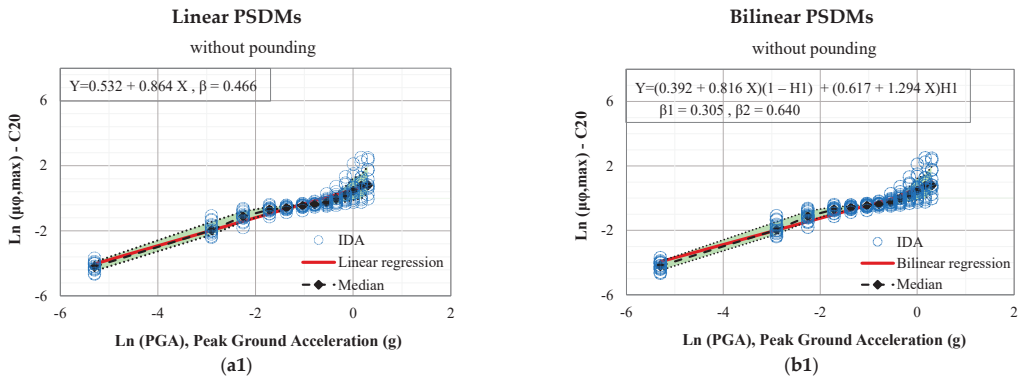 Linear PSDMs
without pounding
Y=0.532 + 0.864 X , β = 0.466
6
2
-2
-6
-6
-4
-2
0
2
Ln (μφ,max) - C20
IDA
Linear regression
Median
Ln (PGA), Peak Ground Acceleration (g)
(a1)
Bilinear PSDMs
without pounding
Y=(0.392 + 0.816 X)(1 – H1) + (0.617 + 1.294 X)H1
β1 = 0.305 , β2 = 0.640
6
2
-2
-6
-6
-4
-2
0
2
Ln (μφ,max) - C20
IDA
Bilinear regression
Median
Ln (PGA), Peak Ground Acceleration (g)
(b1)